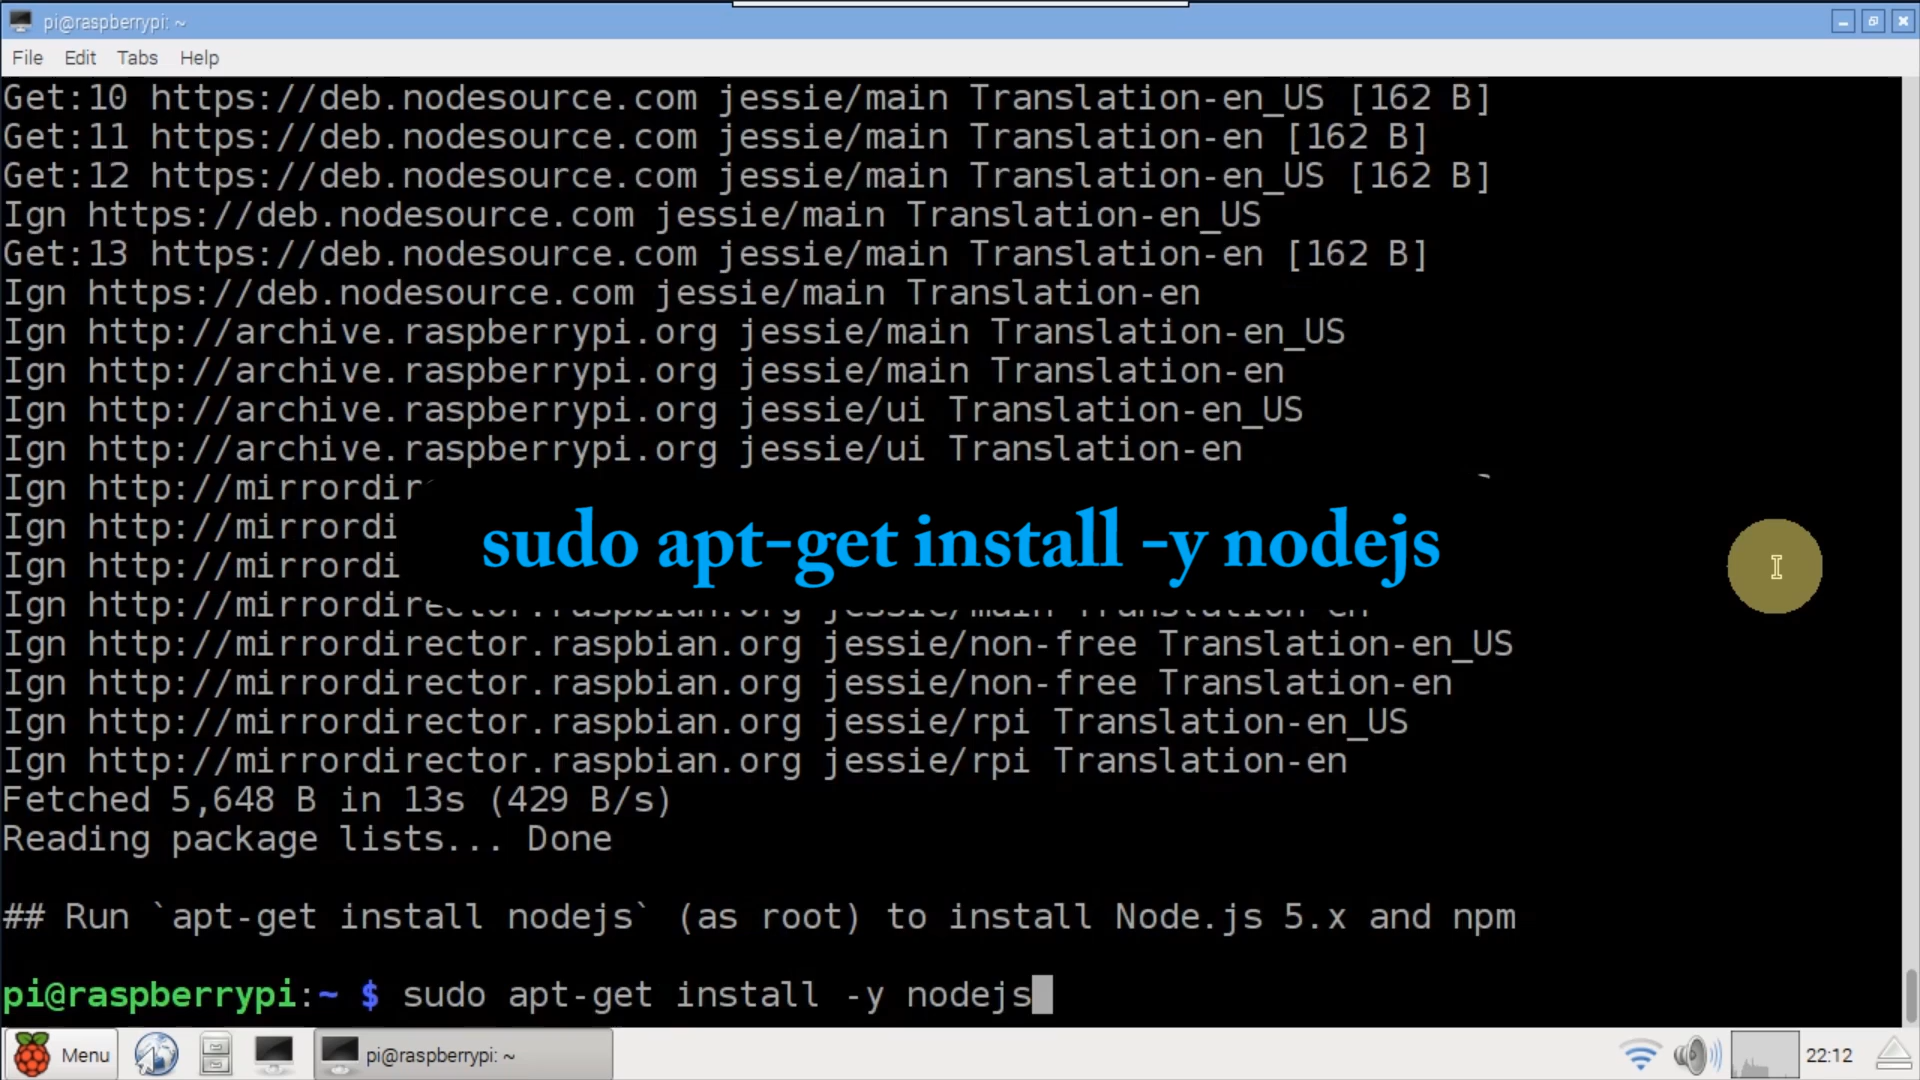 pi@raspberrypi: ~
File Edit Tabs Help
Get:10 https://deb.nodesource.com jessie/main Translation-en_US [162 B]
Get:11 https://deb.nodesource.com jessie/main Translation-en [162 B]
Get:12 https://deb.nodesource.com jessie/main Translation-en_US [162 B]
Ign https://deb.nodesource.com jessie/main Translation-en_US
Get:13 https://deb.nodesource.com jessie/main Translation-en [162 B]
Ign https://deb.nodesource.com jessie/main Translation-en
Ign http://archive.raspberrypi.org jessie/main Translation-en_US
Ign http://archive.raspberrypi.org jessie/main Translation-en
Ign http://archive.raspberrypi.org jessie/ui Translation-en_US
Ign http://archive.raspberrypi.org jessie/ui Translation-en
Ign http://mirrordir
Ign http://mirrordi
sudo apt-get install -y nodejs
Ign http://mirrordi
Ign http://mirrordirector.raspbian.org jessie/main Translation-en
Ign http://mirrordirector.raspbian.org jessie/non-free Translation-en_US
Ign http://mirrordirector.raspbian.org jessie/non-free Translation-en
Ign http://mirrordirector.raspbian.org jessie/rpi Translation-en_US
Ign http://mirrordirector.raspbian.org jessie/rpi Translation-en
Fetched 5,648 B in 13s (429 B/s)
Reading package lists... Done
## Run `apt-get install nodejs` (as root) to install Node.js 5.x and npm
pi@raspberrypi:~ $ sudo apt-get install -y nodejs
Menu pi@raspberrypi: ~ 22:12